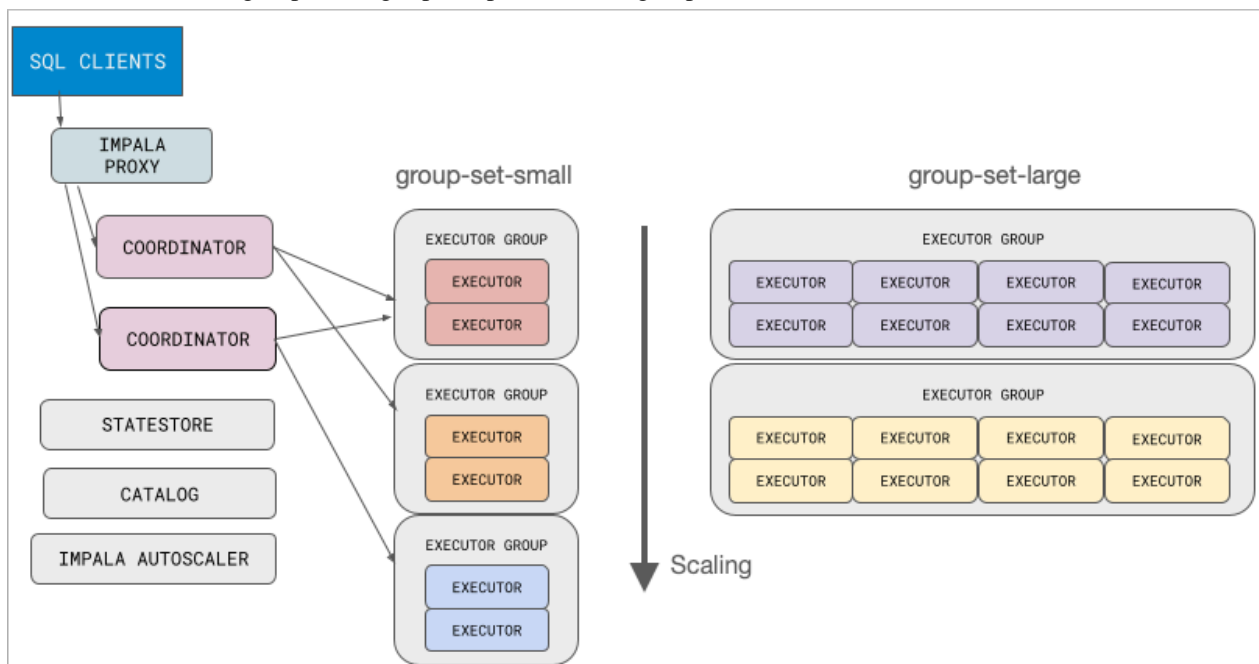 SQL CLIENTS
IMPALA
PROXY
COORDINATOR
COORDINATOR
STATESTORE
CATALOG
IMPALA AUTOSCALER
group-set-small
EXECUTOR GROUP
EXECUTOR
EXECUTOR
EXECUTOR GROUP
EXECUTOR
EXECUTOR
EXECUTOR GROUP
EXECUTOR
EXECUTOR
Scaling
group-set-large
EXECUTOR GROUP
EXECUTOR EXECUTOR EXECUTOR EXECUTOR
EXECUTOR EXECUTOR EXECUTOR EXECUTOR
EXECUTOR GROUP
EXECUTOR EXECUTOR EXECUTOR EXECUTOR
EXECUTOR EXECUTOR EXECUTOR EXECUTOR